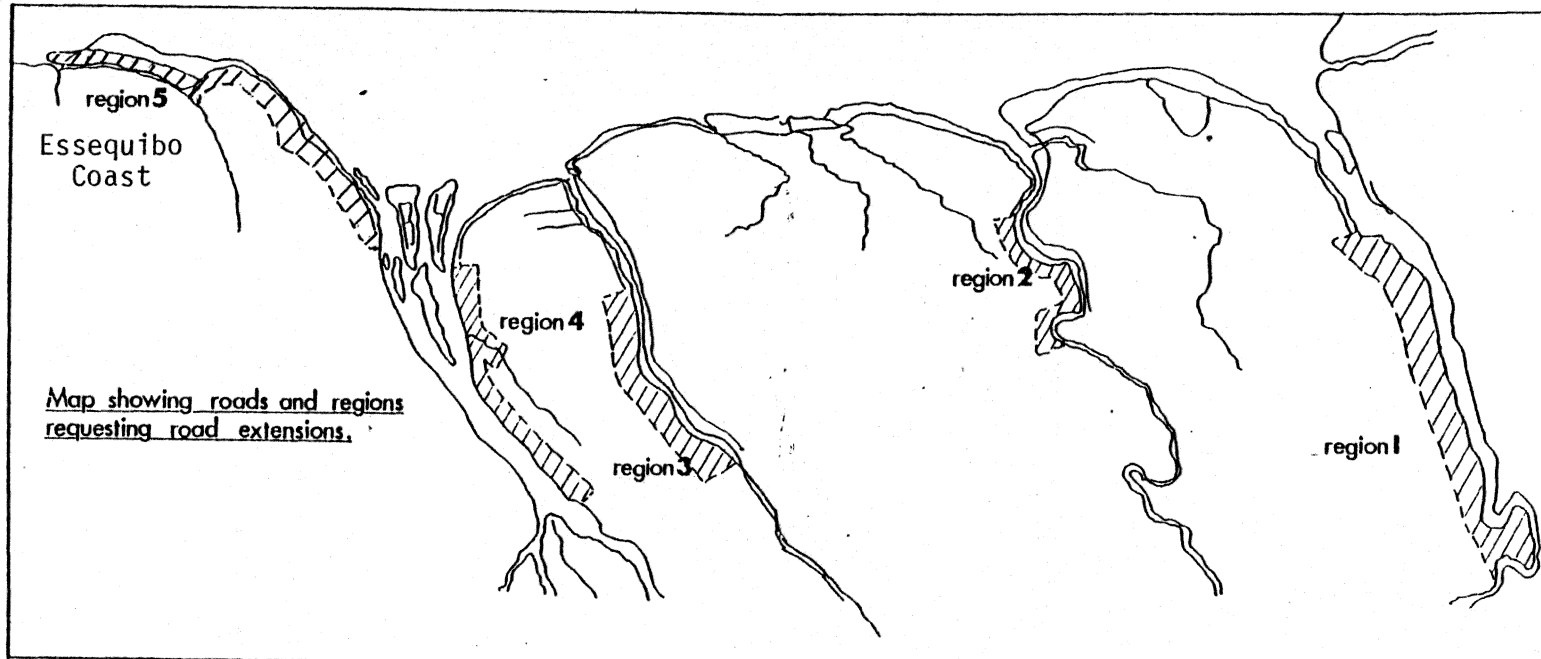 region 5
Essequibo
Coast
region 4
region 2
Map showing roads and regions
requesting road extensions.
region 3
region 1